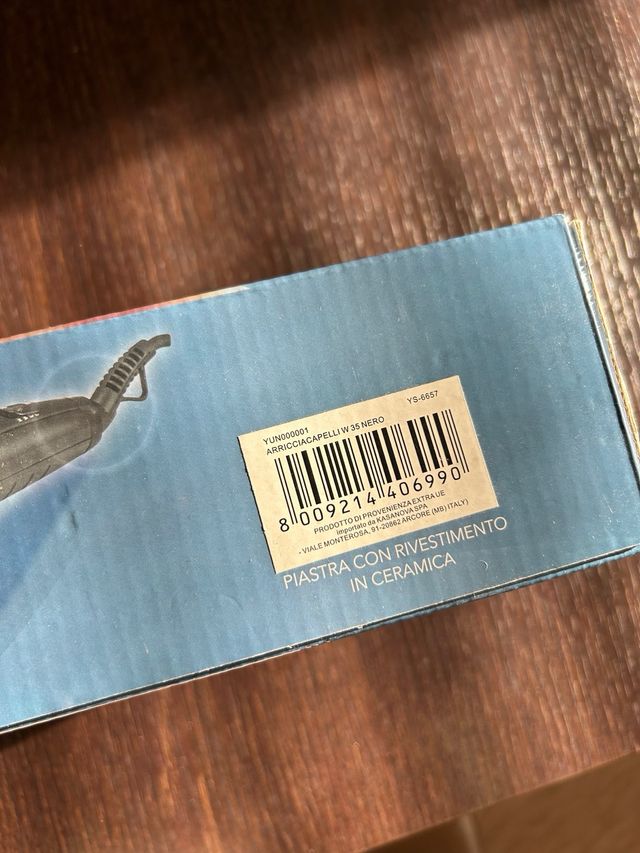 YUN000001 YS-6657
ARRICCIACAPELLI W 35 NERO
8 009214 406990
PRODOTTO DI PROVENIENZA EXTRA UE
importato da KASANOVA SPA
- VIALE MONTEROSA, 91-20862 ARCORE (MB) ITALY)
PIASTRA CON RIVESTIMENTO
IN CERAMICA